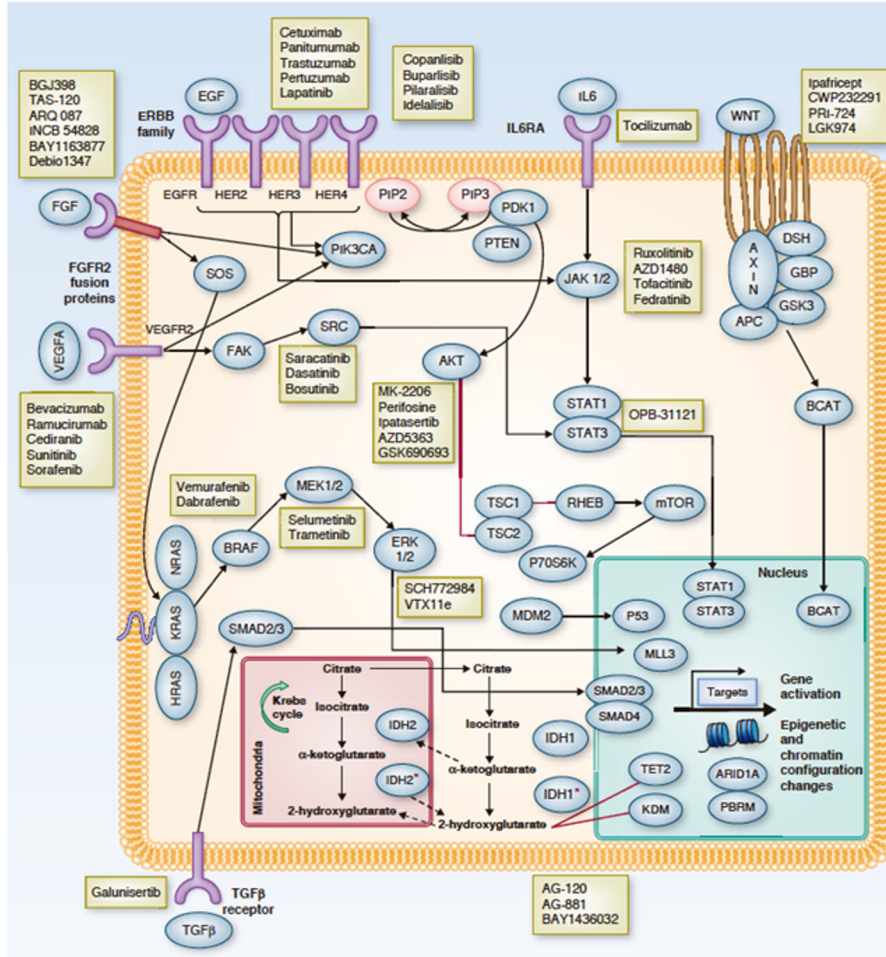 Cetuximab
Panitumumab
Trastuzumab
Pertuzumab
Lapatinib
Copanlisib
Buparlisib
Pilaralisib
Idelalisib
BGJ398
TAS-120
ARQ 087
INCB 54828
BAY1163877
Debio1347
EGF
ERBB
family
IL6
IL6RA
Tocilizumab
WNT
Ipafricept
CWP232291
PRI-724
LGK974
EGFR
HER2
HER3
HER4
PIP2
PIP3
PDK1
PTEN
FGF
FGFR2
fusion
proteins
SOS
PIK3CA
JAK 1/2
Ruxolitinib
AZD1480
Tofacitinib
Fedratinib
AXIN
DSH
GBP
GSK3
APC
VEGFA
VEGFR2
FAK
SRC
Saracatinib
Dasatinib
Bosutinib
AKT
MK-2206
Perifosine
Ipatasertib
AZD5363
GSK690693
STAT1
STAT3
OPB-31121
BCAT
Bevacizumab
Ramucirumab
Cediranib
Sunitinib
Sorafenib
Vemurafenib
Dabrafenib
MEK1/2
Selumetinib
Trametinib
BRAF
ERK
1/2
SCH772984
VTX11e
TSC1
TSC2
RHEB
mTOR
P70S6K
NRAS
KRAS
HRAS
SMAD2/3
MDM2
Nucleus
STAT1
STAT3
BCAT
P53
MLL3
SMAD2/3
SMAD4
Targets
Gene
activation
Epigenetic
and
chromatin
configuration
changes
TET2
KDM
ARID1A
PBRM
Mitochondria
Krebs
cycle
Citrate
Isocitrate
α-ketoglutarate
2-hydroxyglutarate
IDH2
IDH2*
Citrate
Isocitrate
α-ketoglutarate
2-hydroxyglutarate
IDH1
IDH1*
Galunisertib
TGFβ
receptor
TGFβ
AG-120
AG-881
BAY1436032